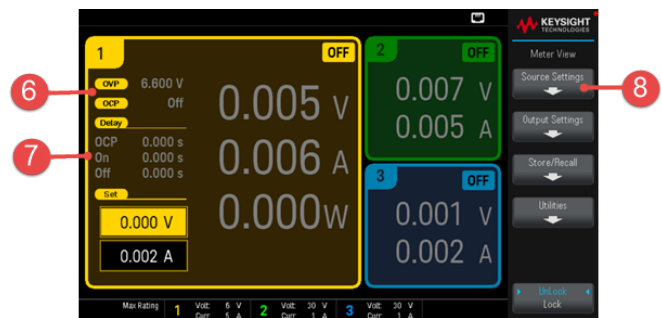 KEYSIGHT
TECHNOLOGIES
1 OFF
OVP 6.600 V
OCP Off
Delay
OCP 0.000 s
On 0.000 s
Off 0.000 s
Set
0.000 V
0.002 A
0.005 V
0.006 A
0.000W
2 OFF
0.007 V
0.005 A
3 OFF
0.001 V
0.002 A
Meter View
Source Settings
Output Settings
Store/Recall
Utilities
UnLock
Lock
Max Rating 1 Volt: 6 V 2 Volt: 30 V 3 Volt: 30 V
Curr: 5 A Curr: 1 A Curr: 1 A
6
7
8